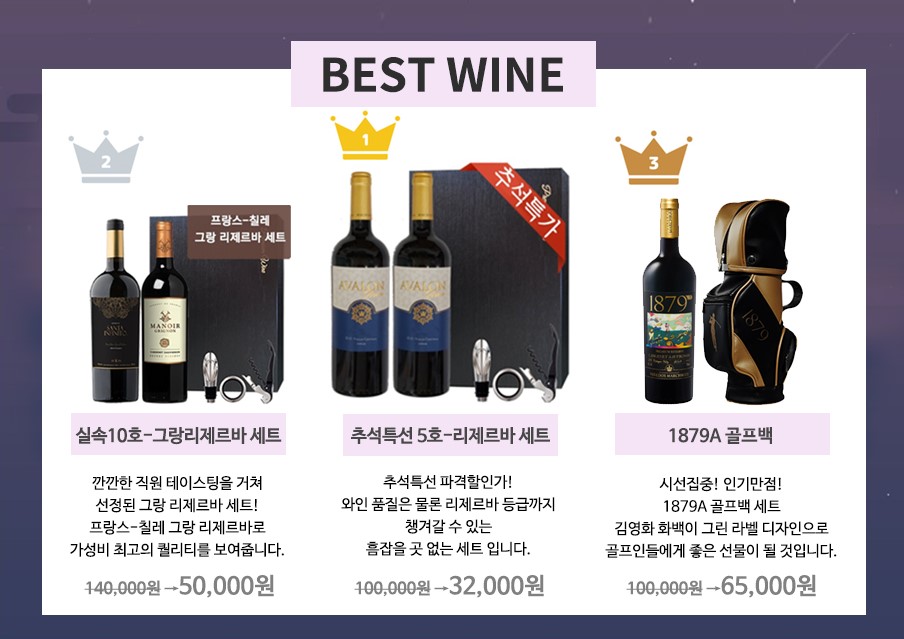 BEST WINE
2
프랑스-칠레
그랑 리제르바 세트
MANOIR
실속10호-그랑리제르바 세트
깐깐한 직원 테이스팅을 거쳐
선정된 그랑 리제르바 세트!
프랑스-칠레 그랑 리제르바로
가성비 최고의 퀄리티를 보여줍니다.
140,000원→50,000원
1
추석특가
AVALON
AVALON
추석특선 5호-리제르바 세트
추석특선 파격할인가!
와인 품질은 물론 리제르바 등급까지
챙겨갈 수 있는
흠잡을 곳 없는 세트 입니다.
100,000원→32,000원
3
1879
1879
1879A 골프백
시선집중! 인기만점!
1879A 골프백 세트
김영화 화백이 그린 라벨 디자인으로
골프인들에게 좋은 선물이 될 것입니다.
100,000원→65,000원